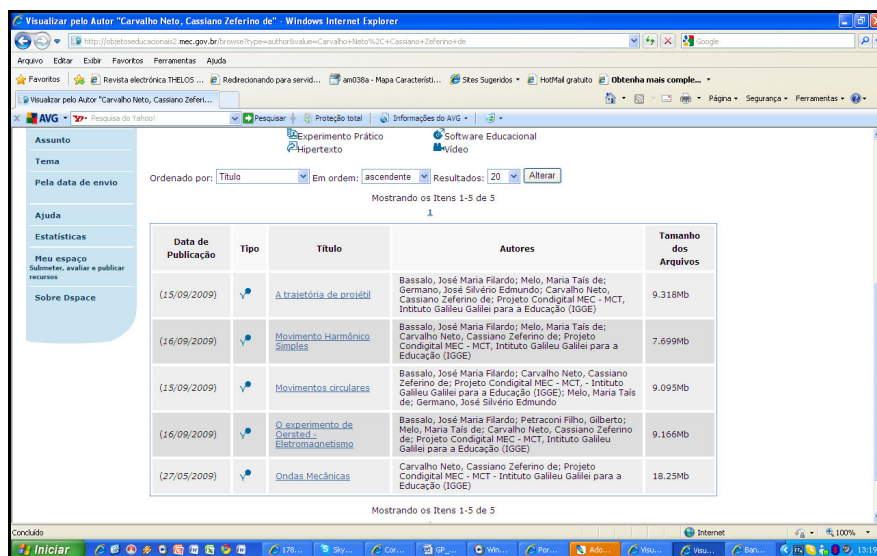 Visualizar pelo Autor "Carvalho Neto, Cassiano Zeferino de" - Windows Internet Explorer
http://objetoseducacionais2.mec.gov.br/browse?type=author&value=Carvalho+Neto%2C+Cassiano+Zeferino+de
Google
Arquivo Editar Exibir Favoritos Ferramentas Ajuda
Favoritos Revista electrónica THELOS ... Redirecionando para servid... am038a - Mapa Característi... Sites Sugeridos HotMail gratuito Obtenha mais comple...
Visualizar pelo Autor "Carvalho Neto, Cassiano Zeferi... Página Segurança Ferramentas
AVG Pesquisa do Yahoo! Pesquisar Proteção total Informações do AVG
Assunto
Tema
Pela data de envio
Ajuda
Estatísticas
Meu espaço
Submeter, avaliar e publicar
recursos
Sobre Dspace
Experimento Prático Software Educacional
Hipertexto Vídeo
Ordenado por: Título Em ordem: ascendente Resultados: 20 Alterar
Mostrando os Itens 1-5 de 5
1
Data de
Publicação
Tipo
Título
Autores
Tamanho
dos
Arquivos
(15/09/2009)
A trajetória de projétil
Bassalo, José Maria Filardo; Melo, Maria Taís de;
Germano, José Silvério Edmundo; Carvalho Neto,
Cassiano Zeferino de; Projeto Condigital MEC - MCT,
Intituto Galileu Galilei para a Educação (IGGE)
9.318Mb
(16/09/2009)
Movimento Harmônico
Simples
Bassalo, José Maria Filardo; Melo, Maria Taís de;
Carvalho Neto, Cassiano Zeferino de; Projeto
Condigital MEC - MCT, Intituto Galileu Galilei para a
Educação (IGGE)
7.699Mb
(15/09/2009)
Movimentos circulares
Bassalo, José Maria Filardo; Carvalho Neto, Cassiano
Zeferino de; Projeto Condigital MEC - MCT, - Intituto
Galileu Galilei para a Educação (IGGE); Melo, Maria Taís
de; Germano, José Silvério Edmundo
9.095Mb
(16/09/2009)
O experimento de
Oersted -
Eletromagnetismo
Bassalo, José Maria Filardo; Petraconi Filho, Gilberto;
Melo, Maria Taís de; Carvalho Neto, Cassiano Zeferino
de; Projeto Condigital MEC - MCT, Intituto Galileu
Galilei para a Educação (IGGE)
9.166Mb
(27/05/2009)
Ondas Mecânicas
Carvalho Neto, Cassiano Zeferino de; Projeto
Condigital MEC - MCT - Intituto Galileu Galilei para a
Educação (IGGE)
18.25Mb
Mostrando os Itens 1-5 de 5
Concluído Internet 100%
Iniciar 178... Sky... Cor... GP_... Win... Por... Ado... Visu... Visu... Ban... 13:19